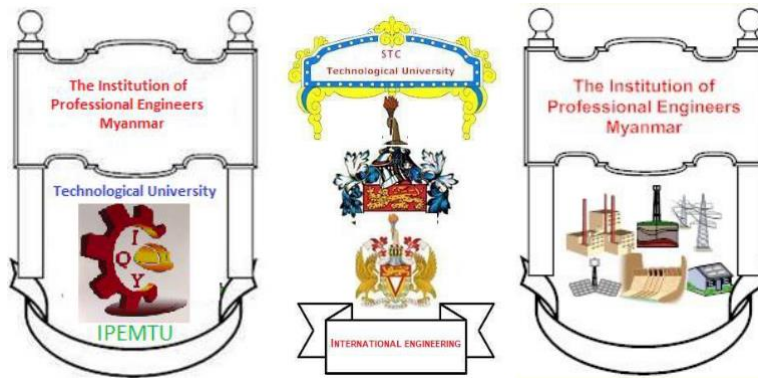 The Institution of
Professional Engineers
Myanmar
Technological University
I
Q Y
IPEMTU
STC
Technological University
INTERNATIONAL ENGINEERING
The Institution of
Professional Engineers
Myanmar